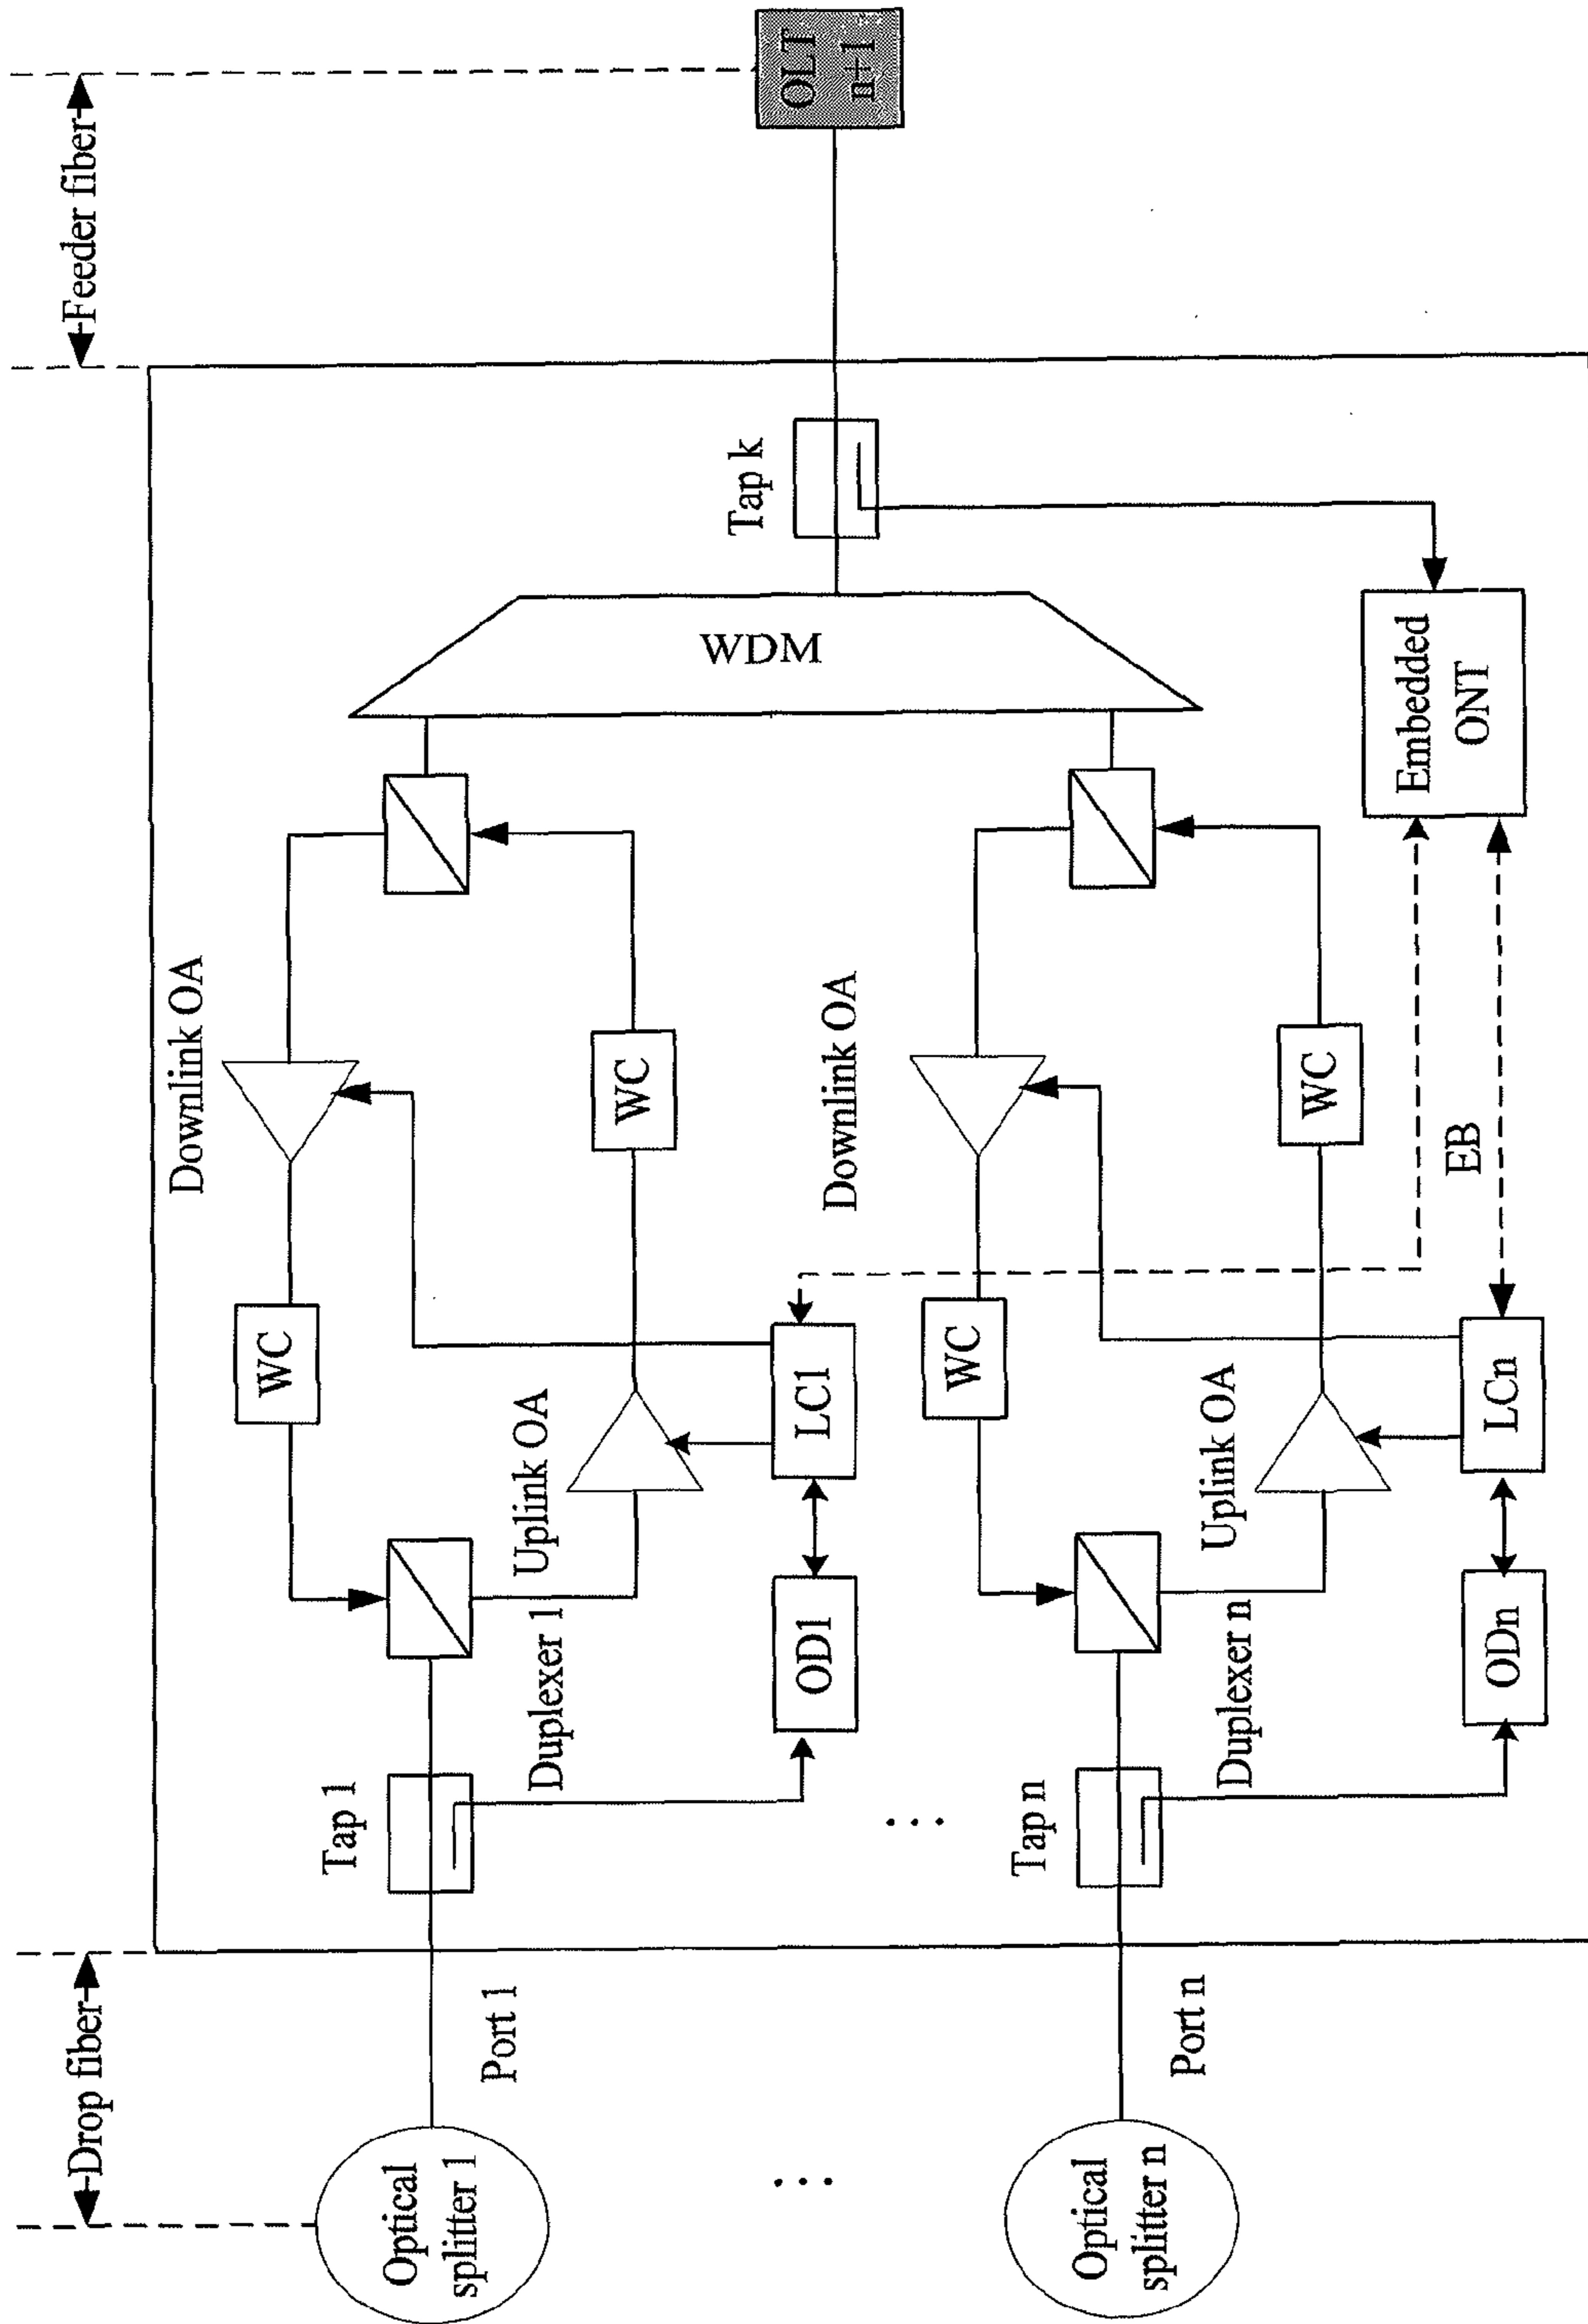 Drop fiber
Feeder fiber
Optical
splitter 1
Port 1
Tap 1
Duplexer 1
WC
Downlink OA
Uplink OA
WC
OD1
LC1
WDM
Tap k
OLT
n+1
...
...
Optical
splitter n
Port n
Tap n
Duplexer n
WC
Downlink OA
Uplink OA
WC
ODn
LCn
EB
Embedded
ONT